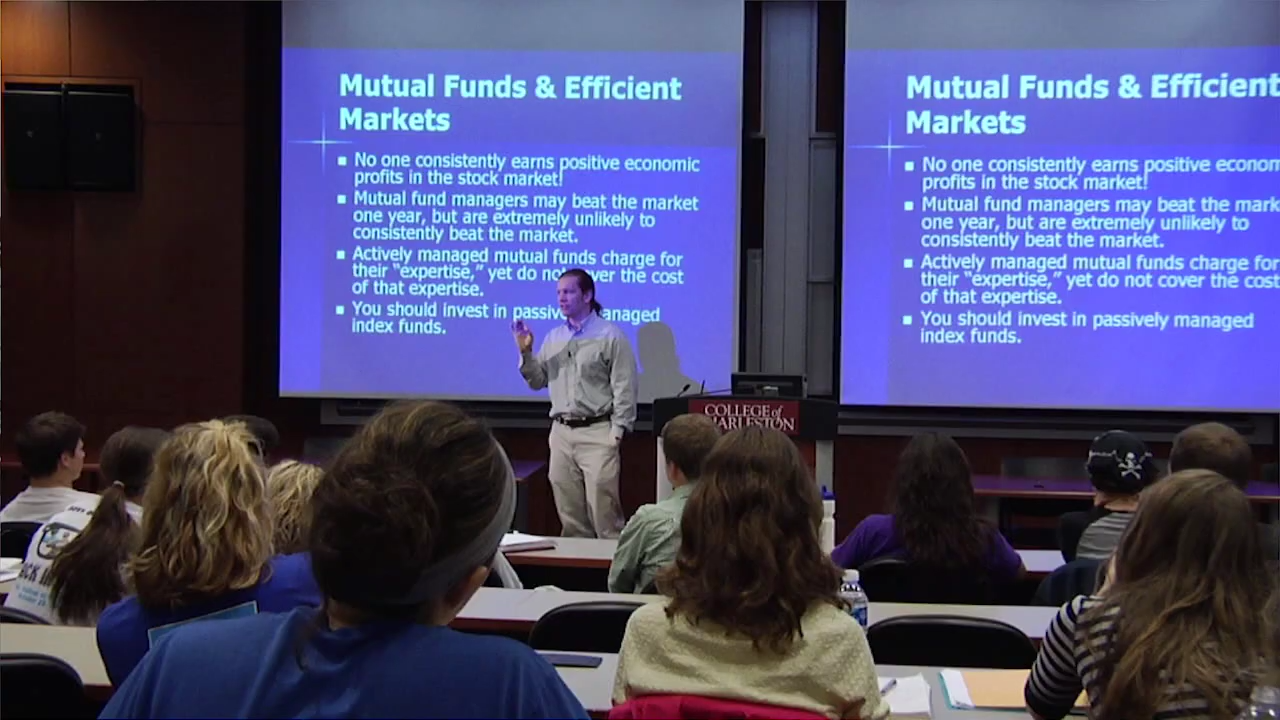 Mutual Funds & Efficient
Markets
No one consistently earns positive economic
profits in the stock market!
Mutual fund managers may beat the market
one year, but are extremely unlikely to
consistently beat the market.
Actively managed mutual funds charge for
their “expertise,” yet do not cover the cost
of that expertise.
You should invest in passively managed
index funds.
Mutual Funds & Efficient
Markets
No one consistently earns positive econom
profits in the stock market!
Mutual fund managers may beat the mark
one year, but are extremely unlikely to
consistently beat the market.
Actively managed mutual funds charge for
their “expertise,” yet do not cover the cost
of that expertise.
You should invest in passively managed
index funds.
COLLEGE of
CHARLESTON